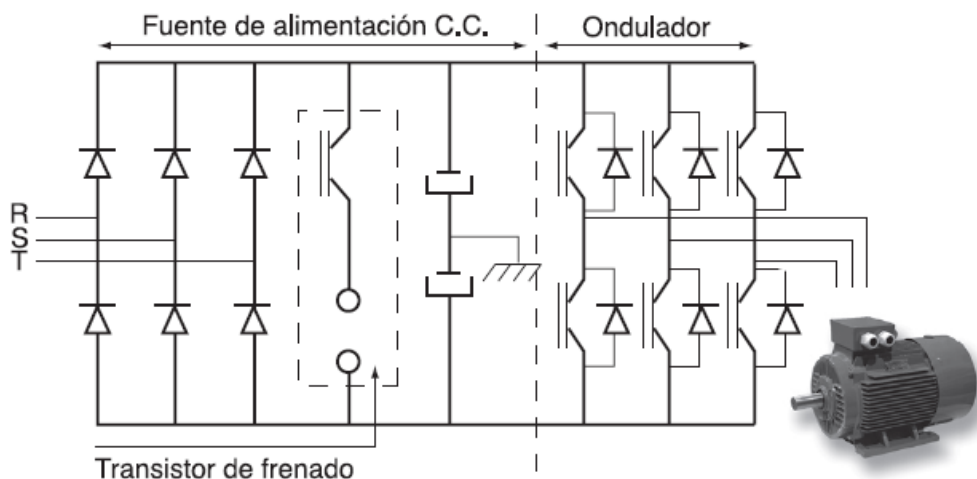 Fuente de alimentación C.C.
Ondulador
R
S
T
Transistor de frenado